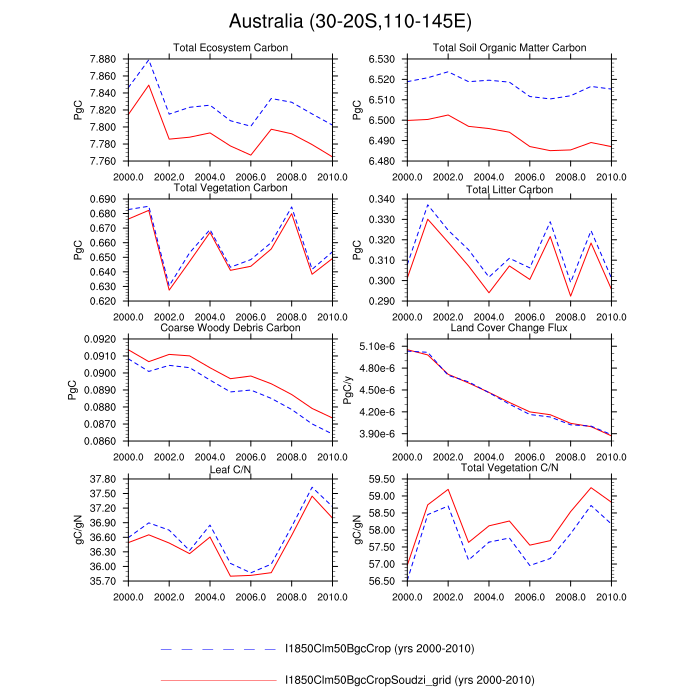 Australia (30-20S,110-145E)
Total Ecosystem Carbon
PgC
7.880
7.860
7.840
7.820
7.800
7.780
7.760
2000.0 2002.0 2004.0 2006.0 2008.0 2010.0
Total Soil Organic Matter Carbon
PgC
6.530
6.520
6.510
6.500
6.490
6.480
2000.0 2002.0 2004.0 2006.0 2008.0 2010.0
Total Vegetation Carbon
PgC
0.690
0.680
0.670
0.660
0.650
0.640
0.630
0.620
2000.0 2002.0 2004.0 2006.0 2008.0 2010.0
Total Litter Carbon
PgC
0.340
0.330
0.320
0.310
0.300
0.290
2000.0 2002.0 2004.0 2006.0 2008.0 2010.0
Coarse Woody Debris Carbon
PgC
0.0920
0.0910
0.0900
0.0890
0.0880
0.0870
0.0860
2000.0 2002.0 2004.0 2006.0 2008.0 2010.0
Land Cover Change Flux
PgC/y
5.10e-6
4.80e-6
4.50e-6
4.20e-6
3.90e-6
2000.0 2002.0 2004.0 2006.0 2008.0 2010.0
Leaf C/N
gC/gN
37.80
37.50
37.20
36.90
36.60
36.30
36.00
35.70
2000.0 2002.0 2004.0 2006.0 2008.0 2010.0
Total Vegetation C/N
gC/gN
59.50
59.00
58.50
58.00
57.50
57.00
56.50
2000.0 2002.0 2004.0 2006.0 2008.0 2010.0
I1850Clm50BgcCrop (yrs 2000-2010)
I1850Clm50BgcCropSoudzi_grid (yrs 2000-2010)